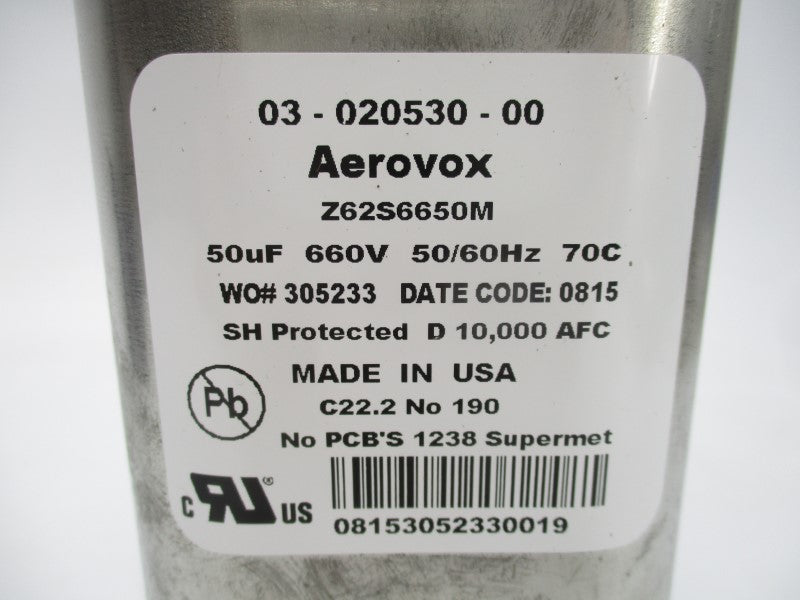 03 - 020530 - 00
Aerovox
Z62S6650M
50uF 660V 50/60Hz 70C
WO# 305233 DATE CODE: 0815
SH Protected D 10,000 AFC
MADE IN USA
Pb
C22.2 No 190
No PCB'S 1238 Supermet
C RU ® US
08153052330019